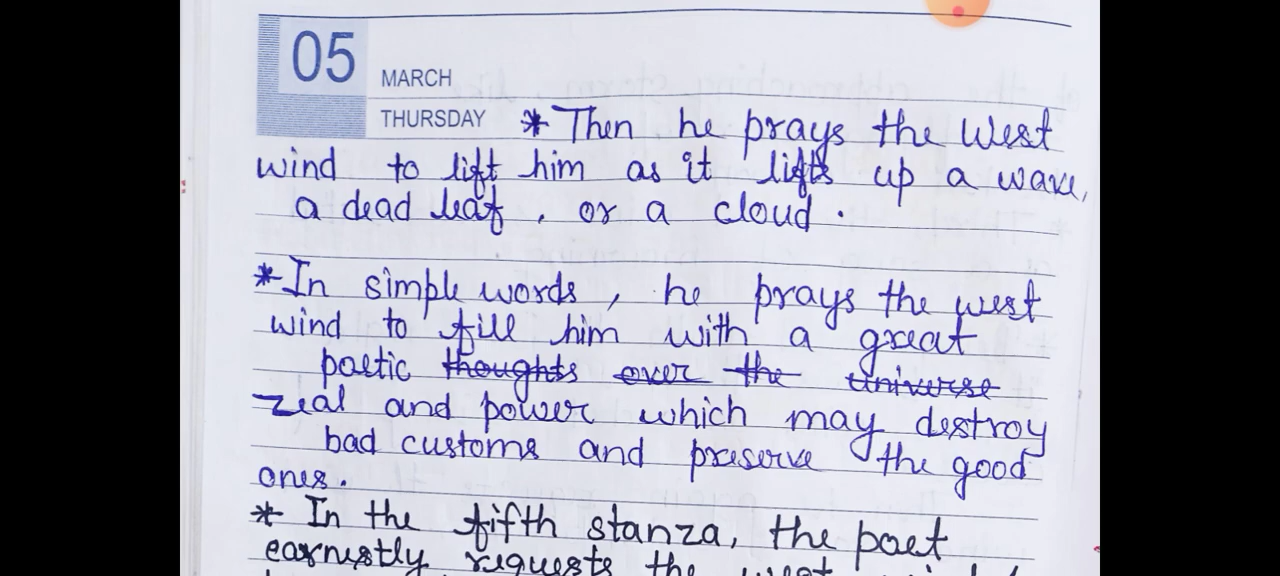 05
MARCH
THURSDAY * Then he prays the West
wind to lift him as it lifts up a wave,
a dead leaf, or a cloud.
* In simple words, he prays the west
wind to fill him with a great
poetic thoughts over the universe
zeal and power which may destroy
bad customs and preserve the good
ones.
* In the fifth stanza, the poet
earnestly requests the west